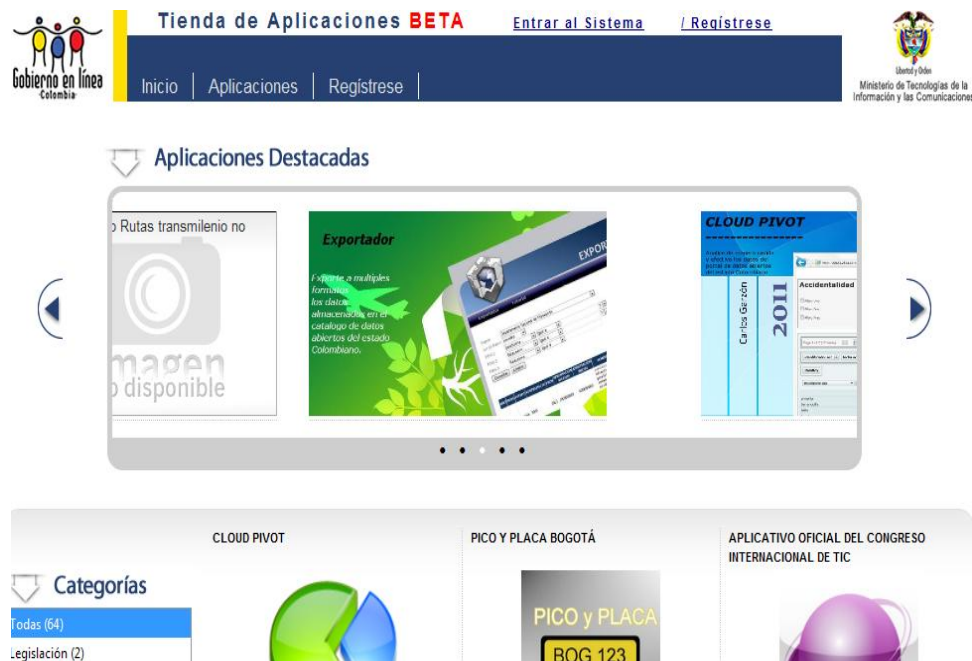 Tienda de Aplicaciones BETA
Entrar al Sistema
/ Regístrese
Gobierno en línea
·Colombia·
Inicio
Aplicaciones
Regístrese
Libertad y Orden
Ministerio de Tecnologías de la
Información y las Comunicaciones
Aplicaciones Destacadas
Rutas transmilenio no
magen
disponible
Exportador
Exporte a multiples
formatos
los datos
almacenados en el
catalogo de datos
abiertos del estado
Colombiano.
EXPOR
CLOUD PIVOT
Carlos Garzón
2011
Accidentalidad
CLOUD PIVOT
PICO Y PLACA BOGOTÁ
APLICATIVO OFICIAL DEL CONGRESO
INTERNACIONAL DE TIC
Categorías
Todas (64)
Legislación (2)
PICO y PLACA
BOG 123